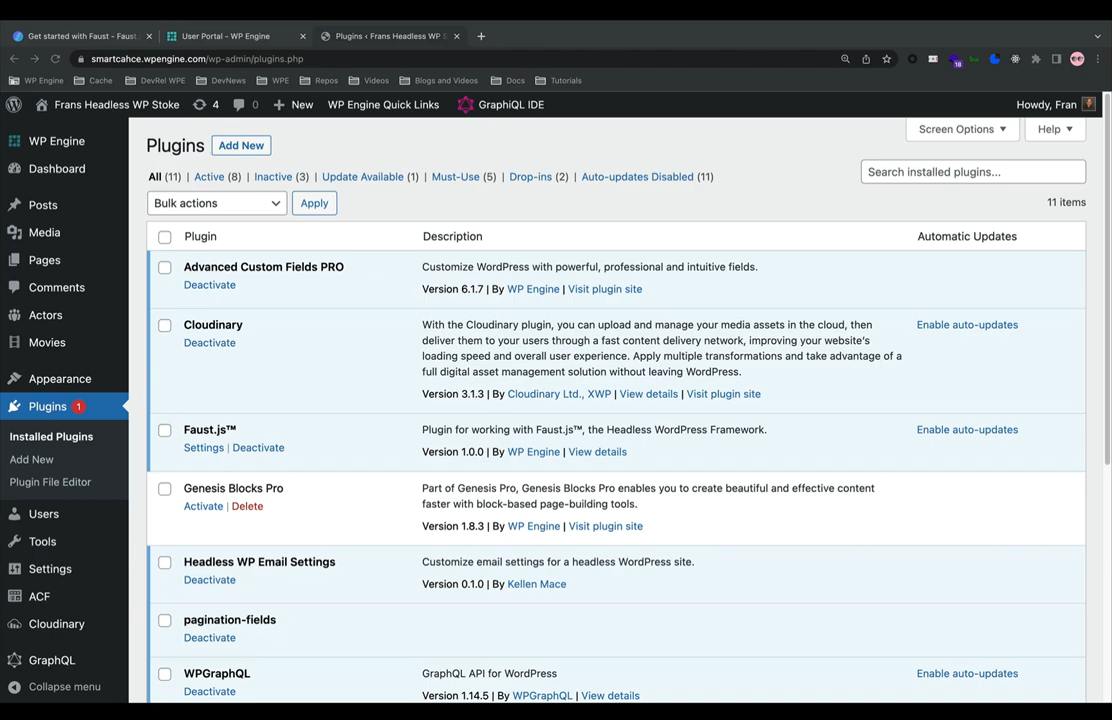 Get started with Faust - Faust.
User Portal - WP Engine
Plugins ‹ Frans Headless WP S
smartcahce.wpengine.com/wp-admin/plugins.php
18
WP Engine
Cache
DevRel WPE
DevNews
WPE
Repos
Videos
Blogs and Videos
Docs
Tutorials
Frans Headless WP Stoke
4
0
New
WP Engine Quick Links
GraphiQL IDE
Howdy, Fran
WP Engine
Dashboard
Posts
Media
Pages
Comments
Actors
Movies
Appearance
Plugins 1
Installed Plugins
Add New
Plugin File Editor
Users
Tools
Settings
ACF
Cloudinary
GraphQL
Collapse menu
Screen Options
Help
Plugins
Add New
All (11) | Active (8) | Inactive (3) | Update Available (1) | Must-Use (5) | Drop-ins (2) | Auto-updates Disabled (11)
Search installed plugins...
Bulk actions
Apply
11 items
Plugin
Description
Automatic Updates
Advanced Custom Fields PRO
Deactivate
Customize WordPress with powerful, professional and intuitive fields.
Version 6.1.7 | By WP Engine | Visit plugin site
Cloudinary
Deactivate
With the Cloudinary plugin, you can upload and manage your media assets in the cloud, then
deliver them to your users through a fast content delivery network, improving your website's
loading speed and overall user experience. Apply multiple transformations and take advantage of a
full digital asset management solution without leaving WordPress.
Version 3.1.3 | By Cloudinary Ltd., XWP | View details | Visit plugin site
Enable auto-updates
Faust.js™
Settings | Deactivate
Plugin for working with Faust.js™, the Headless WordPress Framework.
Version 1.0.0 | By WP Engine | View details
Enable auto-updates
Genesis Blocks Pro
Activate | Delete
Part of Genesis Pro, Genesis Blocks Pro enables you to create beautiful and effective content
faster with block-based page-building tools.
Version 1.8.3 | By WP Engine | Visit plugin site
Headless WP Email Settings
Deactivate
Customize email settings for a headless WordPress site.
Version 0.1.0 | By Kellen Mace
pagination-fields
Deactivate
WPGraphQL
Deactivate
GraphQL API for WordPress
Version 1.14.5 | By WPGraphQL | View details
Enable auto-updates